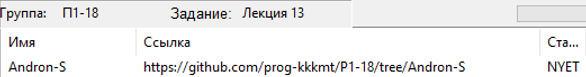 Группа: П1-18 Задание: Лекция 13
Имя Ссылка Ста...
Andron-S https://github.com/prog-kkkmt/P1-18/tree/Andron-S NYET